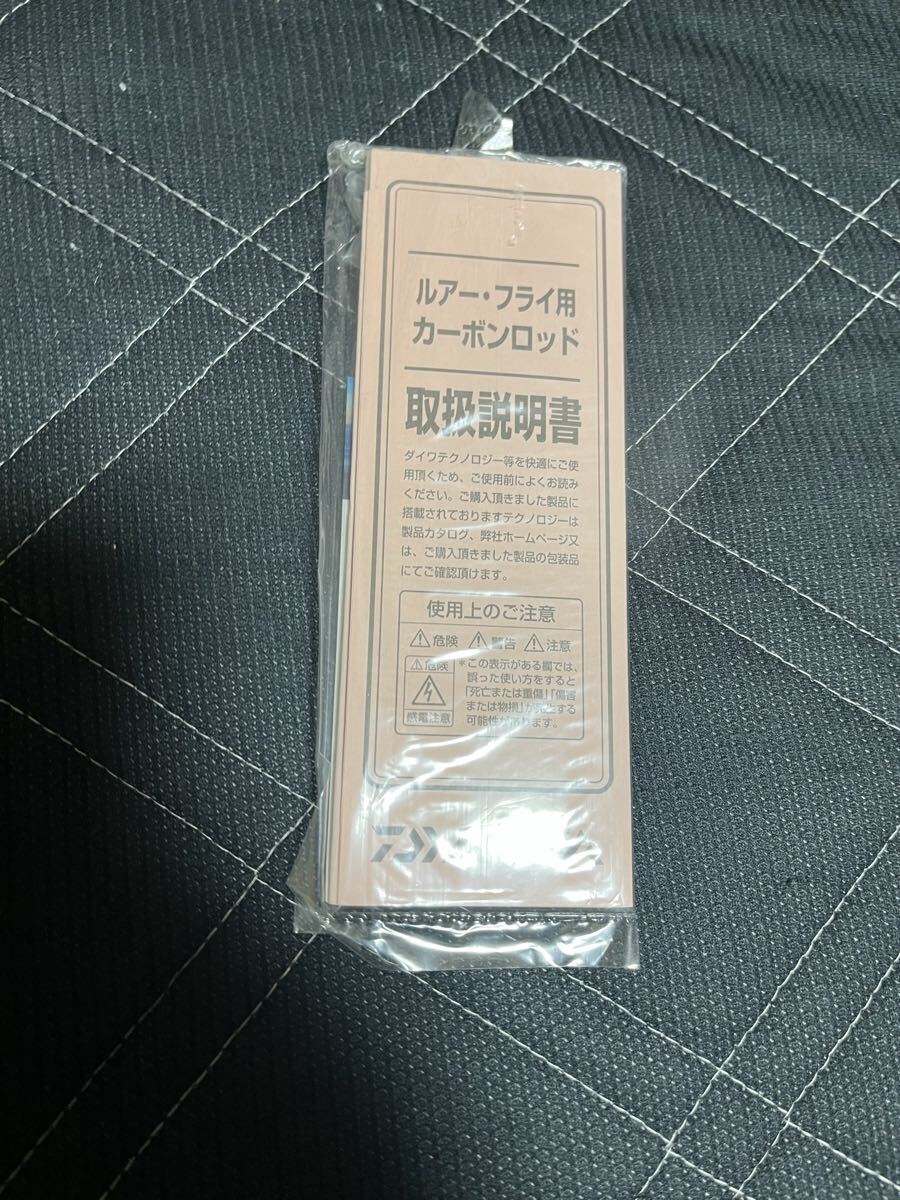 ルアー・フライ用
カーボンロッド
取扱説明書
ダイワテクノロジー等を快適にご使
用頂くため、ご使用前によくお読み
ください。ご購入頂きました製品に
搭載されておりますテクノロジーは
製品カタログ、弊社ホームページ又
は、ご購入頂きました製品の包装品
にてご確認頂けます。
使用上のご注意
⚠危険 ⚠警告 ⚠注意
⚠危険
感電注意
*この表示がある欄では、
誤った使い方をすると
「死亡または重傷」「傷害
または物損」が発生する
可能性があります。